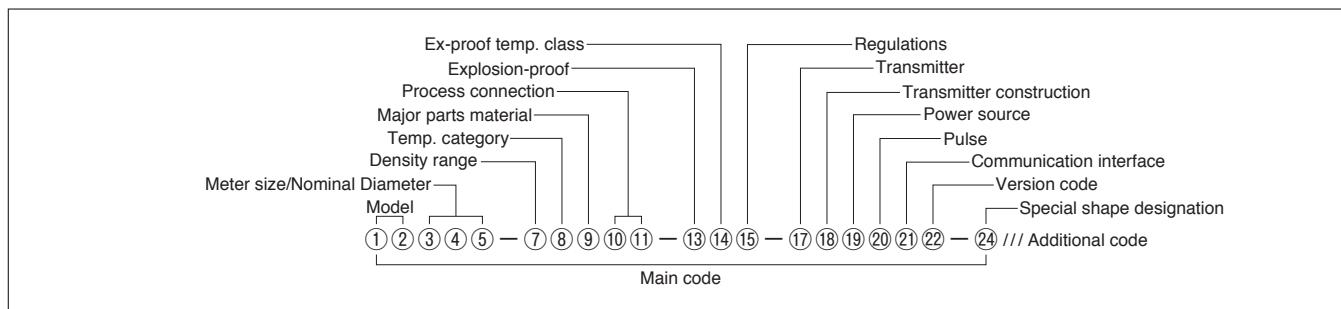 Ex-proof temp. class Regulations
Explosion-proof Transmitter
Process connection Transmitter construction
Major parts material Power source
Temp. category Pulse
Density range Communication interface
Meter size/Nominal Diameter Version code
Model Special shape designation
①②③④⑤—⑦⑧⑨⑩⑪—⑬⑭⑮—⑰⑱⑲⑳㉑㉒—㉔ /// Additional code
Main code